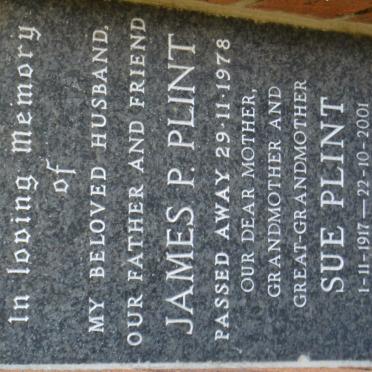 In loving memory
of
MY BELOVED HUSBAND,
OUR FATHER AND FRIEND
JAMES P. PLINT
PASSED AWAY 29-11-1978
OUR DEAR MOTHER,
GRANDMOTHER AND
GREAT-GRANDMOTHER
SUE PLINT
1-11-1917 — 22-10-2001